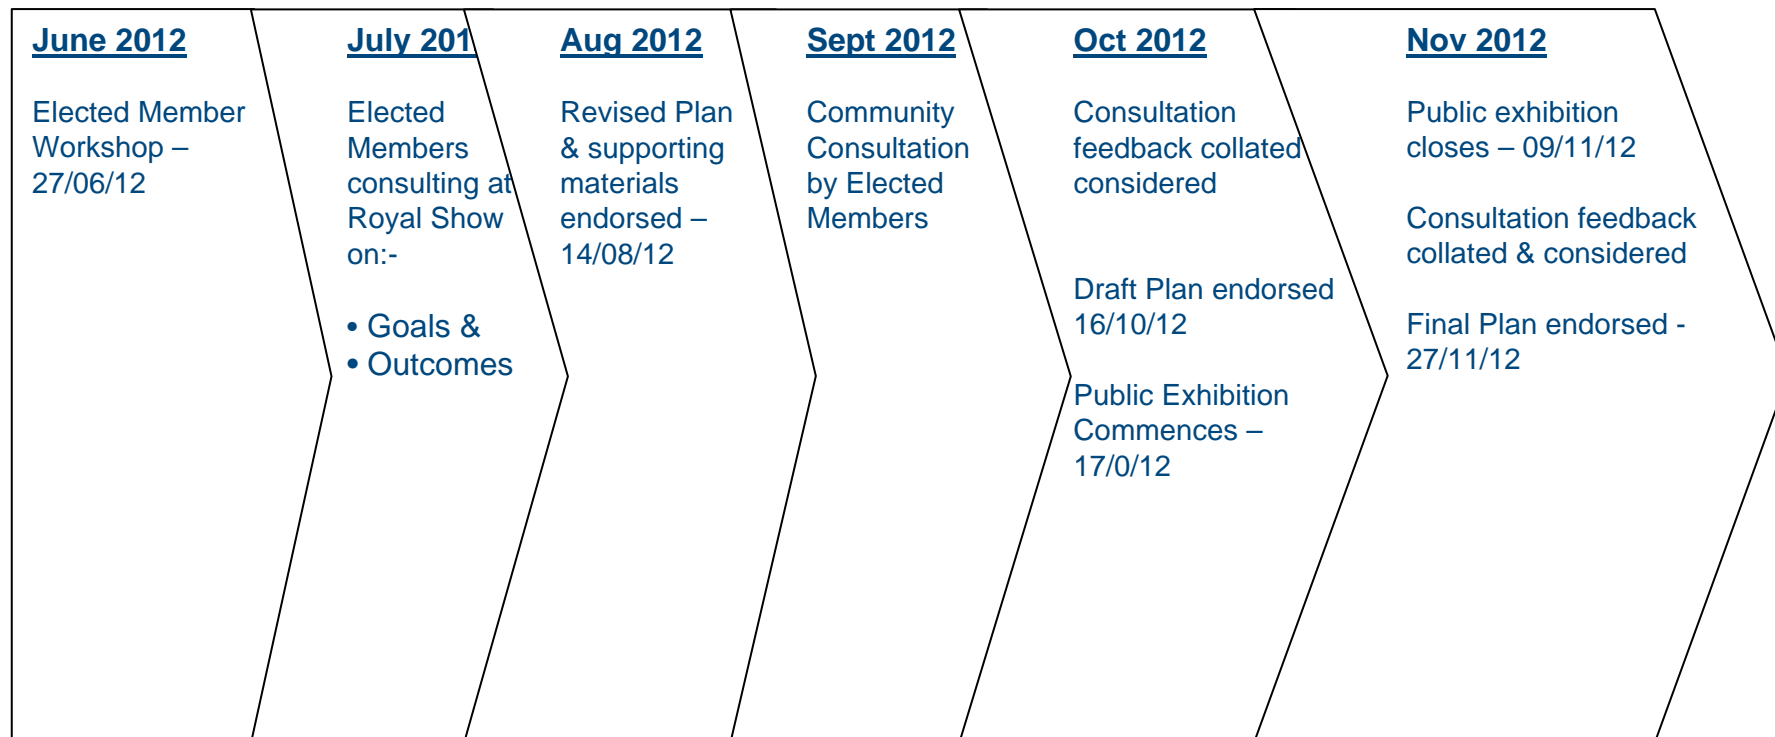 June 2012
Elected Member
Workshop –
27/06/12
July 201
Elected
Members
consulting at
Royal Show
on:-
• Goals &
• Outcomes
Aug 2012
Revised Plan
& supporting
materials
endorsed –
14/08/12
Sept 2012
Community
Consultation
by Elected
Members
Oct 2012
Consultation
feedback collated
considered
Draft Plan endorsed
16/10/12
Public Exhibition
Commences –
17/0/12
Nov 2012
Public exhibition
closes – 09/11/12
Consultation feedback
collated & considered
Final Plan endorsed -
27/11/12